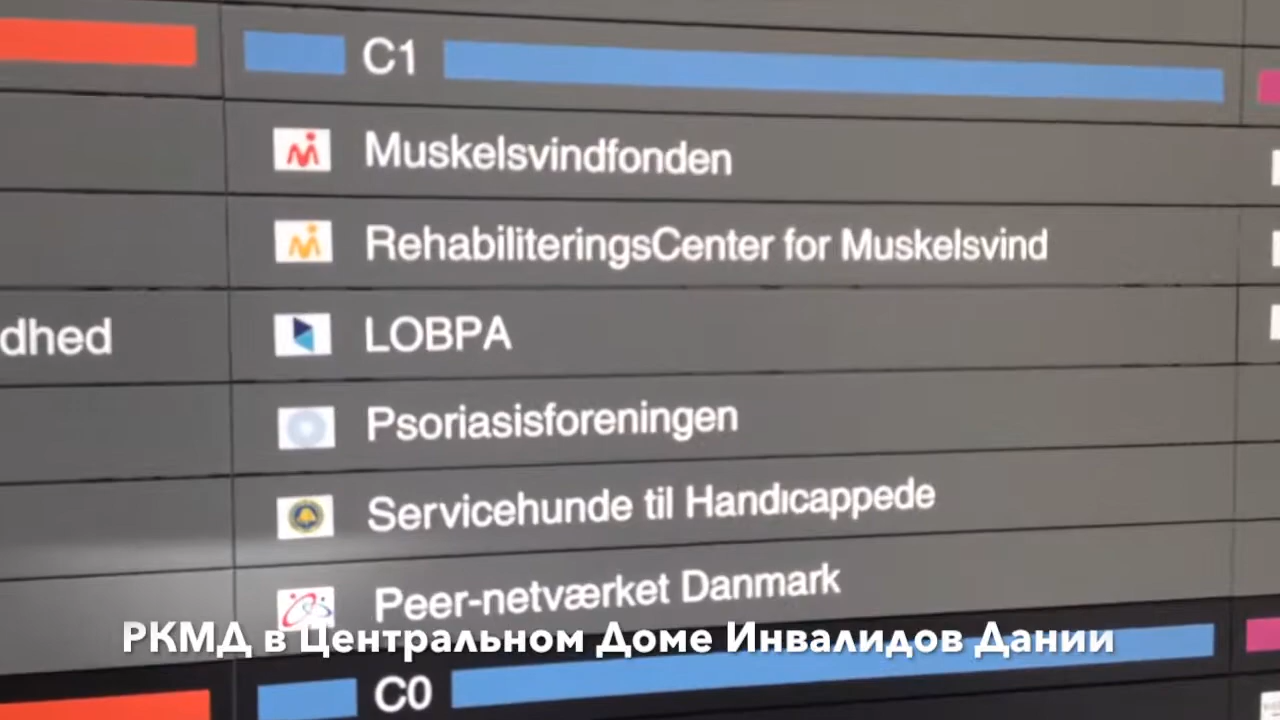 C1
Muskelsvindfonden
RehabiliteringsCenter for Muskelsvind
LOBPA
dhed
Psoriasisforeningen
Servicehunde til Handicappede
Peer-netværket Danmark
РКМД в Центральном Доме Инвалидов Дании
C0